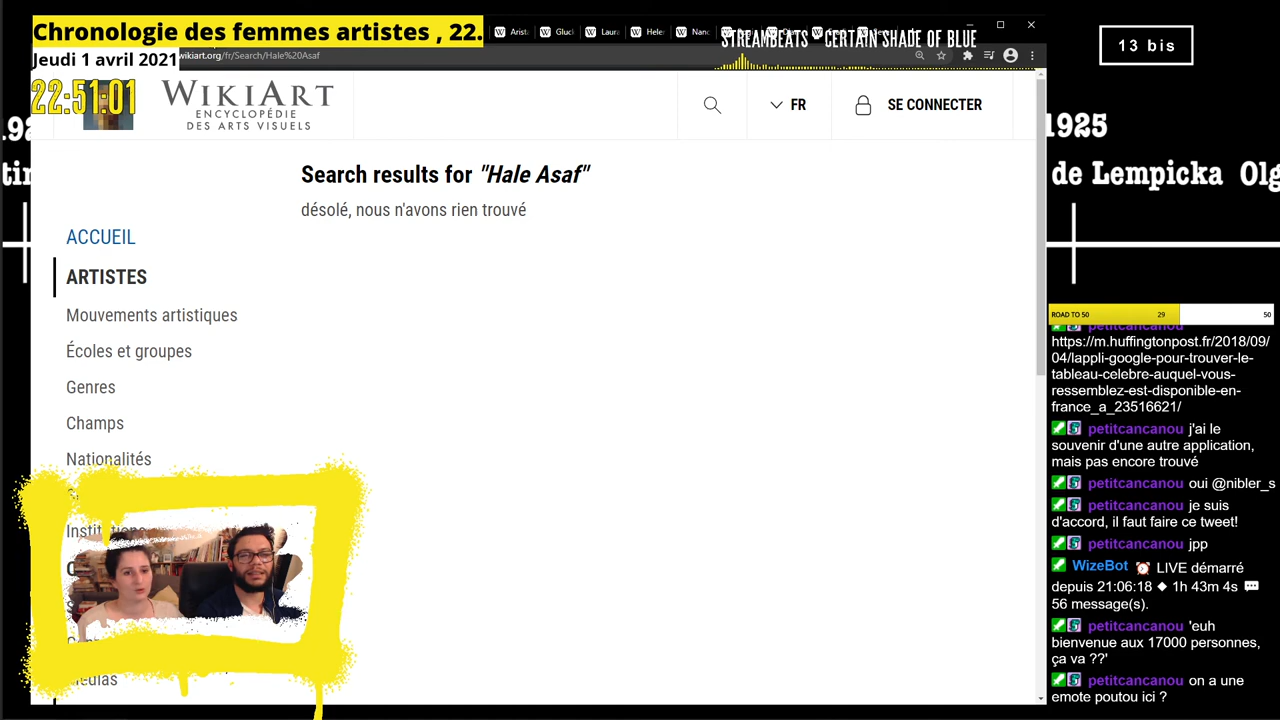 Chronologie des femmes artistes , 22.
Jeudi 1 avril 2021
22:51:01
Arist
Gluc
Laura
Helen
Nanc
STREAMBEATS - CERTAIN SHADE OF BLUE
wikiart.org/fr/Search/Hale%20Asaf
13 bis
WIKIART
ENCYCLOPÉDIE
DES ARTS VISUELS
FR
SE CONNECTER
1925
de Lempicka Olg
Search results for "Hale Asaf"
désolé, nous n'avons rien trouvé
ACCUEIL
ARTISTES
Mouvements artistiques
Écoles et groupes
Genres
Champs
Nationalités
Institutions
ROAD TO 50 29 50
petitcancanou
https://m.huffingtonpost.fr/2018/09/
04/lappli-google-pour-trouver-le-
tableau-celebre-auquel-vous-
ressemblez-est-disponible-en-
france_a_23516621/
petitcancanou j'ai le
souvenir d'une autre application,
mais pas encore trouvé
petitcancanou oui @nibler_s
petitcancanou je suis
d'accord, il faut faire ce tweet!
petitcancanou jpp
WizeBot ⏰ LIVE démarré
depuis 21:06:18 ◆ 1h 43m 4s 💬
56 message(s).
petitcancanou 'euh
bienvenue aux 17000 personnes,
ça va ??'
petitcancanou on a une
emote poutou ici ?